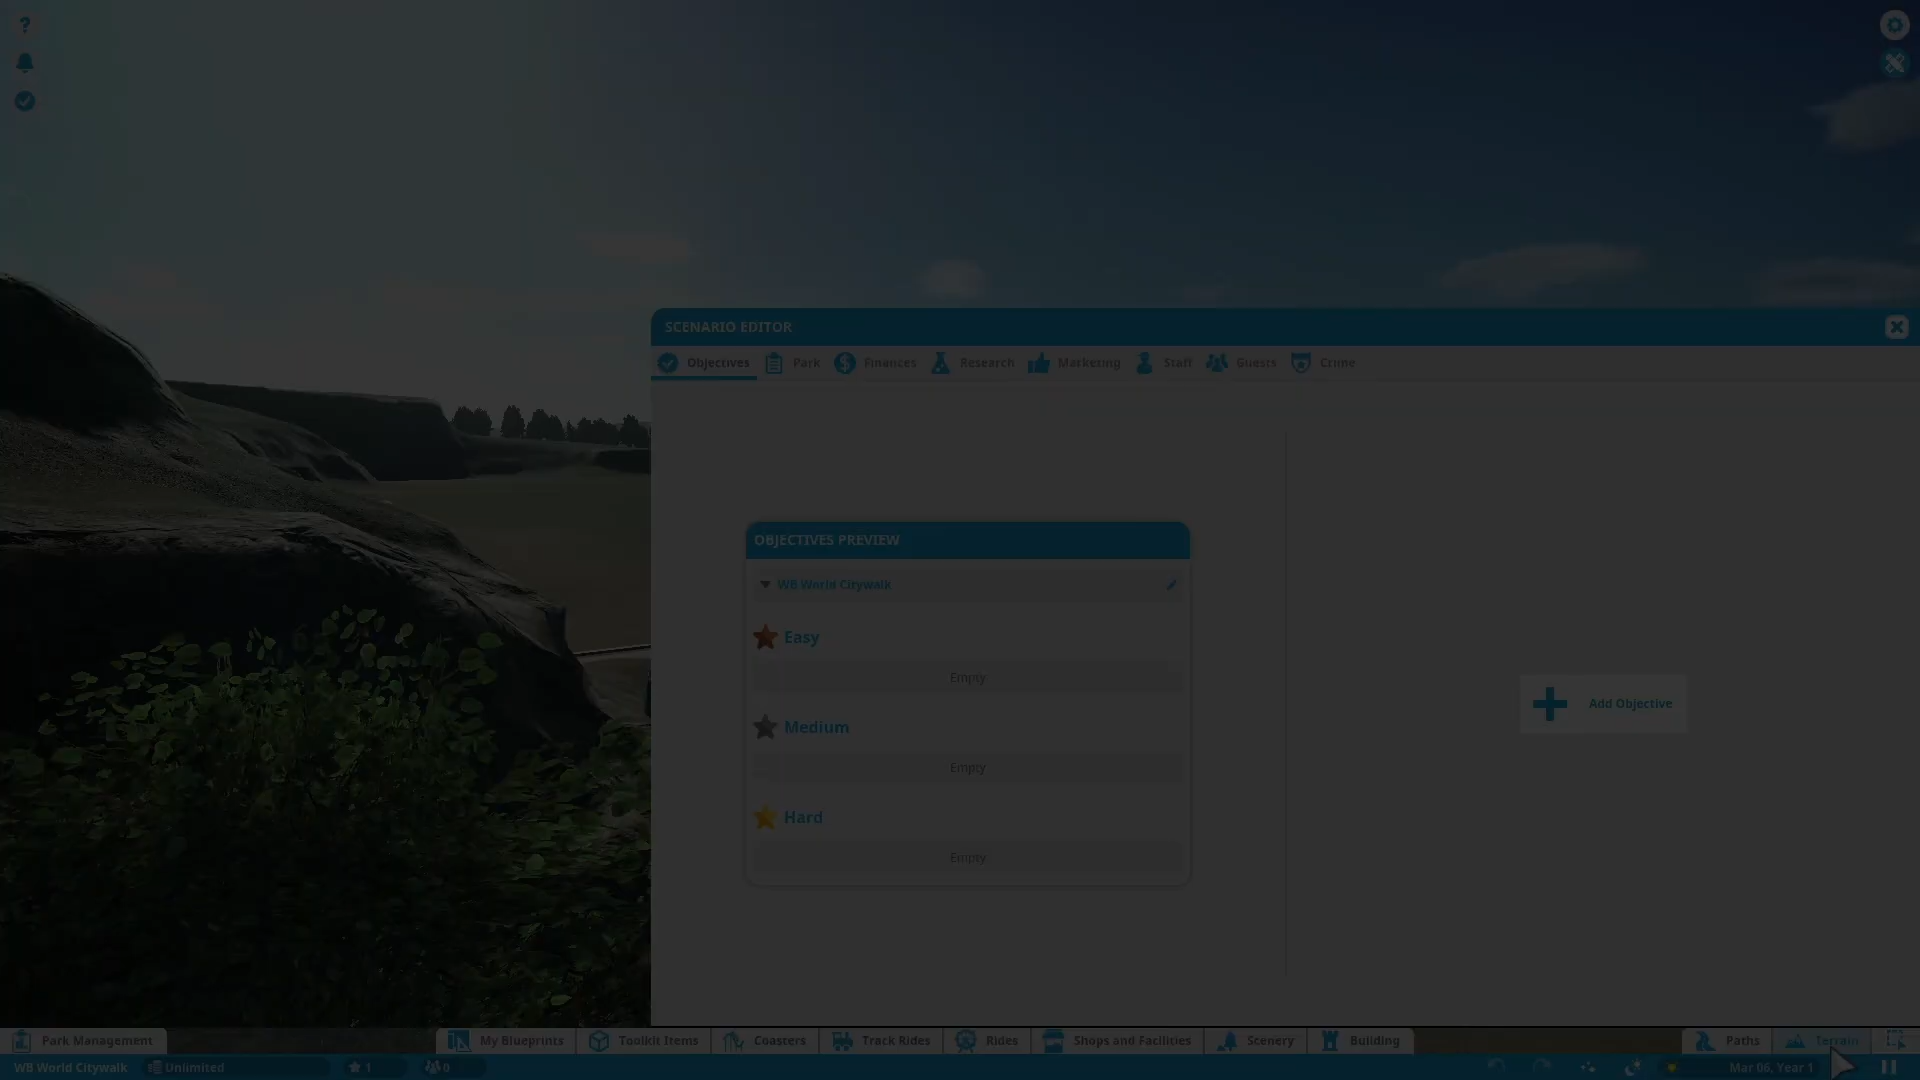 ?
SCENARIO EDITOR
Objectives Park Finances Research Marketing Staff Guests Crime
OBJECTIVES PREVIEW
WB World Citywalk
Easy
Empty
Medium
Empty
Hard
Empty
Add Objective
Park Management My Blueprints Toolkit Items Coasters Track Rides Rides Shops and Facilities Scenery Building Paths Terrain
WB World Citywalk Unlimited 1 0 Mar 06, Year 1